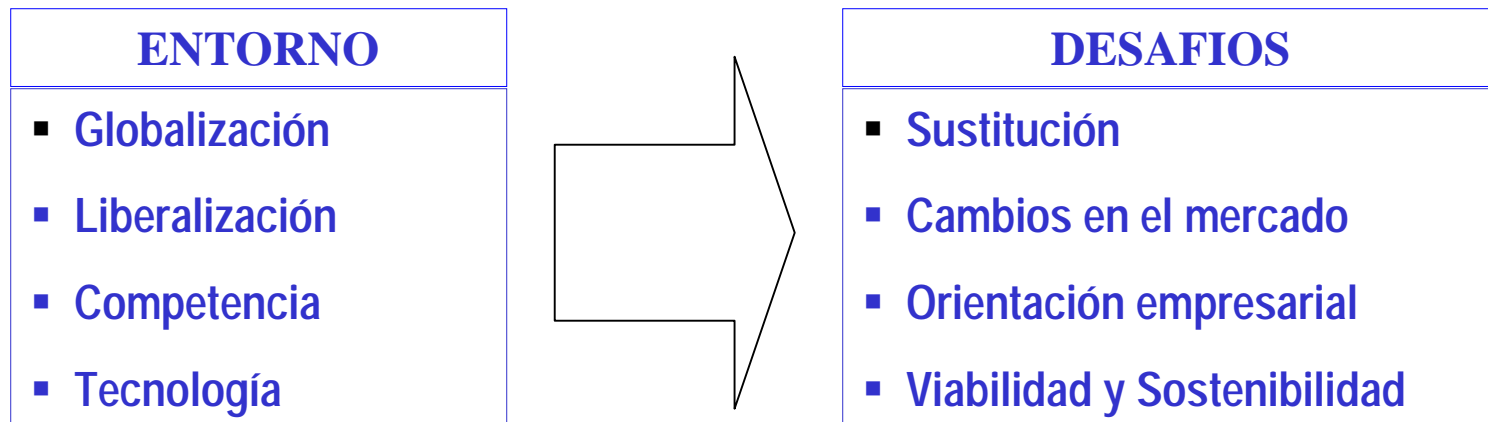 ENTORNO
▪ Globalización
▪ Liberalización
▪ Competencia
▪ Tecnología
DESAFIOS
▪ Sustitución
▪ Cambios en el mercado
▪ Orientación empresarial
▪ Viabilidad y Sostenibilidad